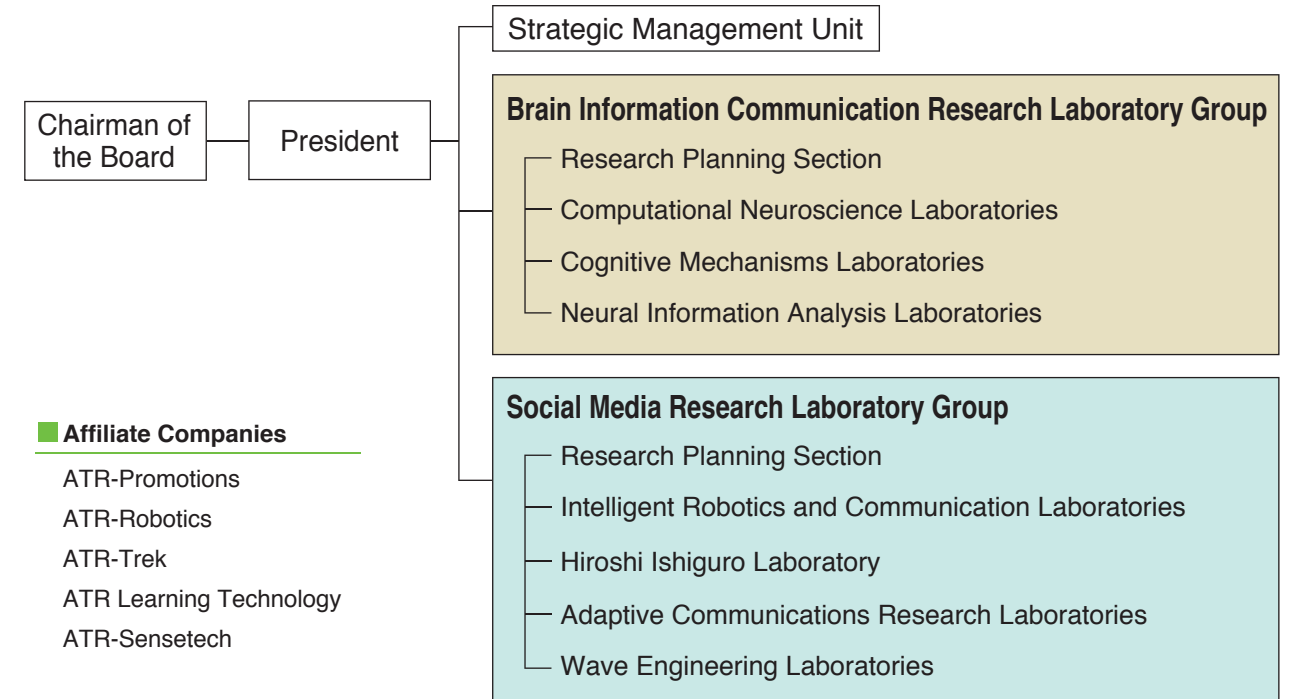 Strategic Management Unit
Chairman of
the Board
President
Brain Information Communication Research Laboratory Group
Research Planning Section
Computational Neuroscience Laboratories
Cognitive Mechanisms Laboratories
Neural Information Analysis Laboratories
Social Media Research Laboratory Group
Research Planning Section
Intelligent Robotics and Communication Laboratories
Hiroshi Ishiguro Laboratory
Adaptive Communications Research Laboratories
Wave Engineering Laboratories
Affiliate Companies
ATR-Promotions
ATR-Robotics
ATR-Trek
ATR Learning Technology
ATR-Sensetech